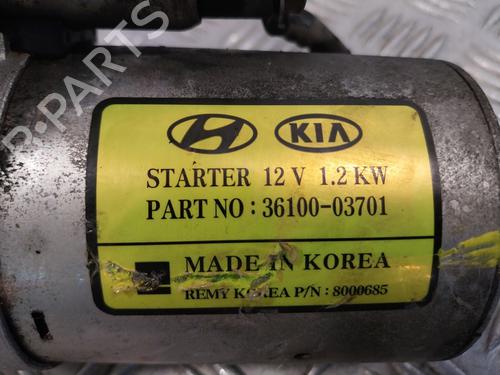 B-PARTS
KIA
STARTER 12 V 1.2 KW
PART NO : 36100-03701
MADE IN KOREA
REMY KOREA P/N : 8000685